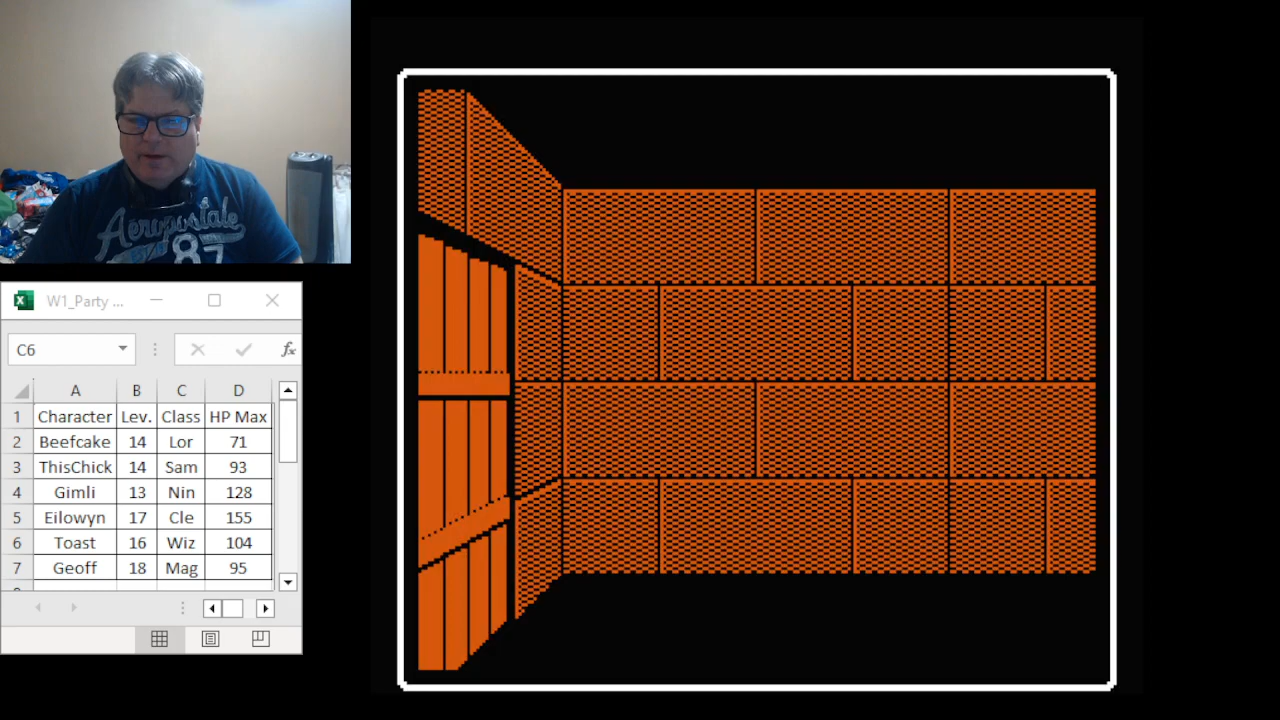 Aéropostale
87
W1_Party ...
C6
fx
A B C D
1 Character Lev. Class HP Max
2 Beefcake 14 Lor 71
3 ThisChick 14 Sam 93
4 Gimli 13 Nin 128
5 Eilowyn 17 Cle 155
6 Toast 16 Wiz 104
7 Geoff 18 Mag 95